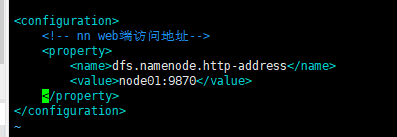 <configuration>
<!-- nn web端访问地址-->
<property>
<name>dfs.namenode.http-address</name>
<value>node01:9870</value>
</property>
</configuration>
~